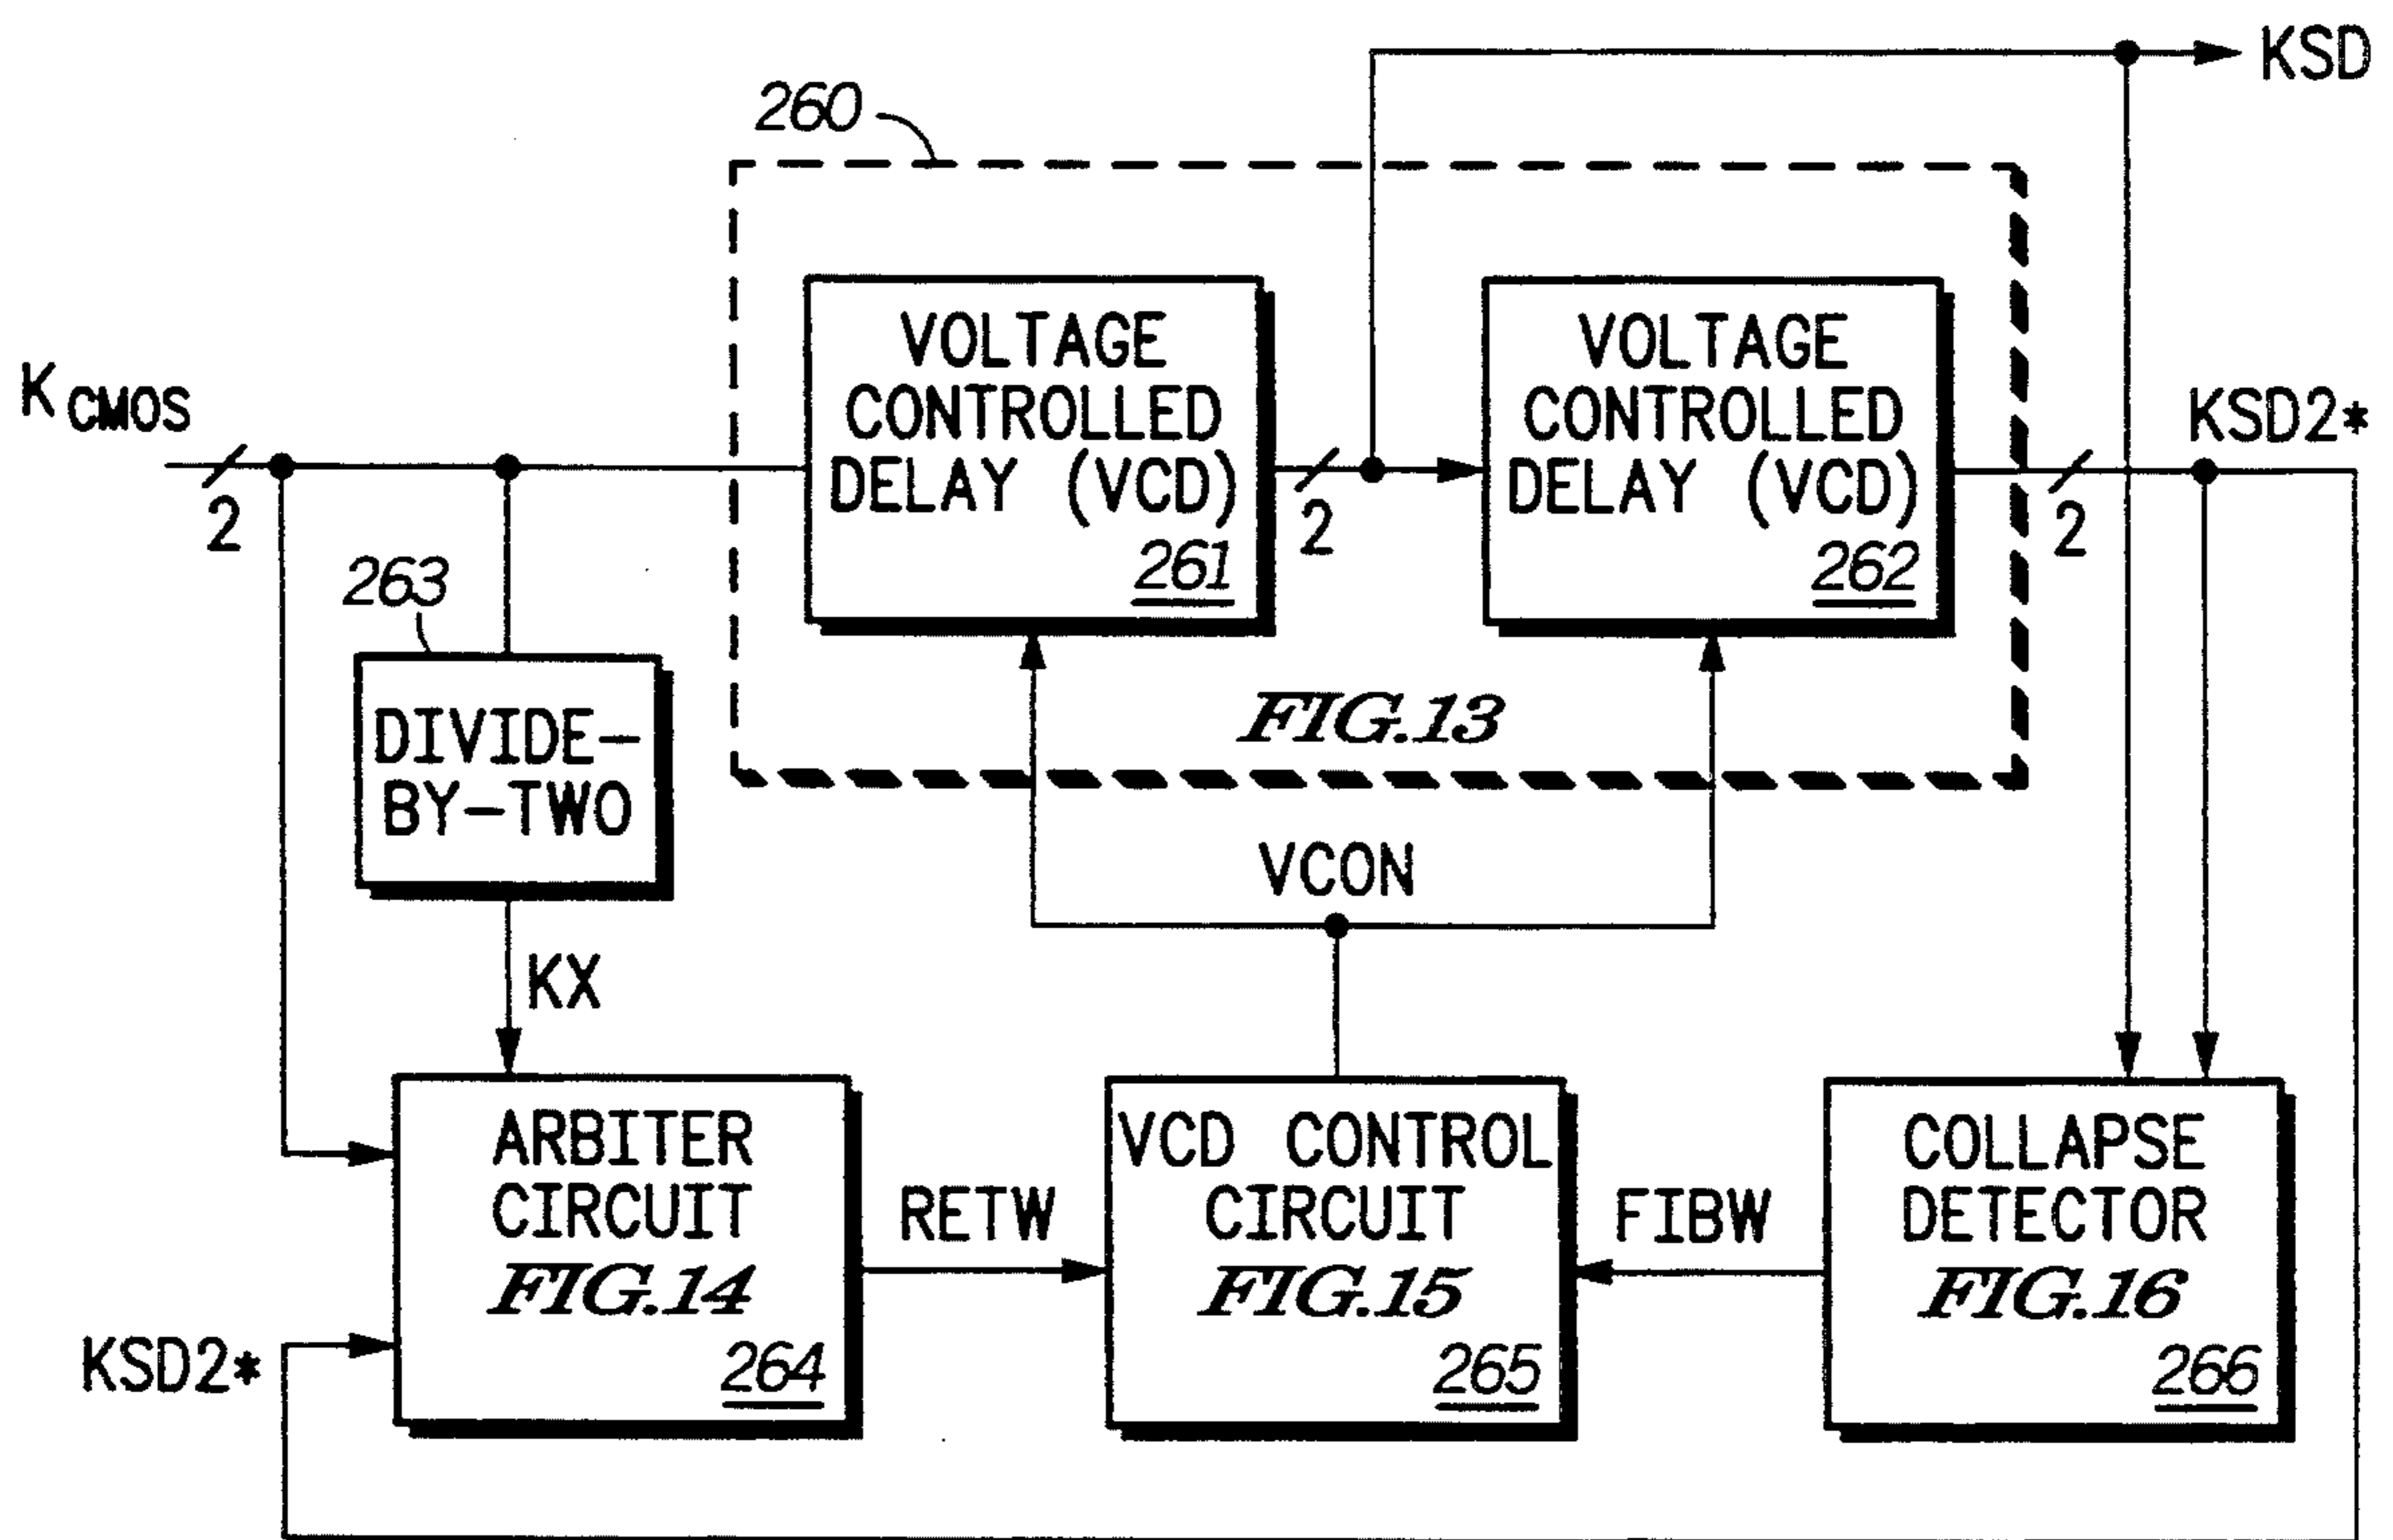 KSD
260
K CMOS
2
VOLTAGE
CONTROLLED
DELAY (VCD)
261
2
VOLTAGE
CONTROLLED
DELAY (VCD)
262
2
KSD2*
263
DIVIDE-
BY-TWO
FIG.13
VCON
KX
ARBITER
CIRCUIT
FIG.14
264
RETW
VCD CONTROL
CIRCUIT
FIG.15
265
FIBW
COLLAPSE
DETECTOR
FIG.16
266
KSD2*